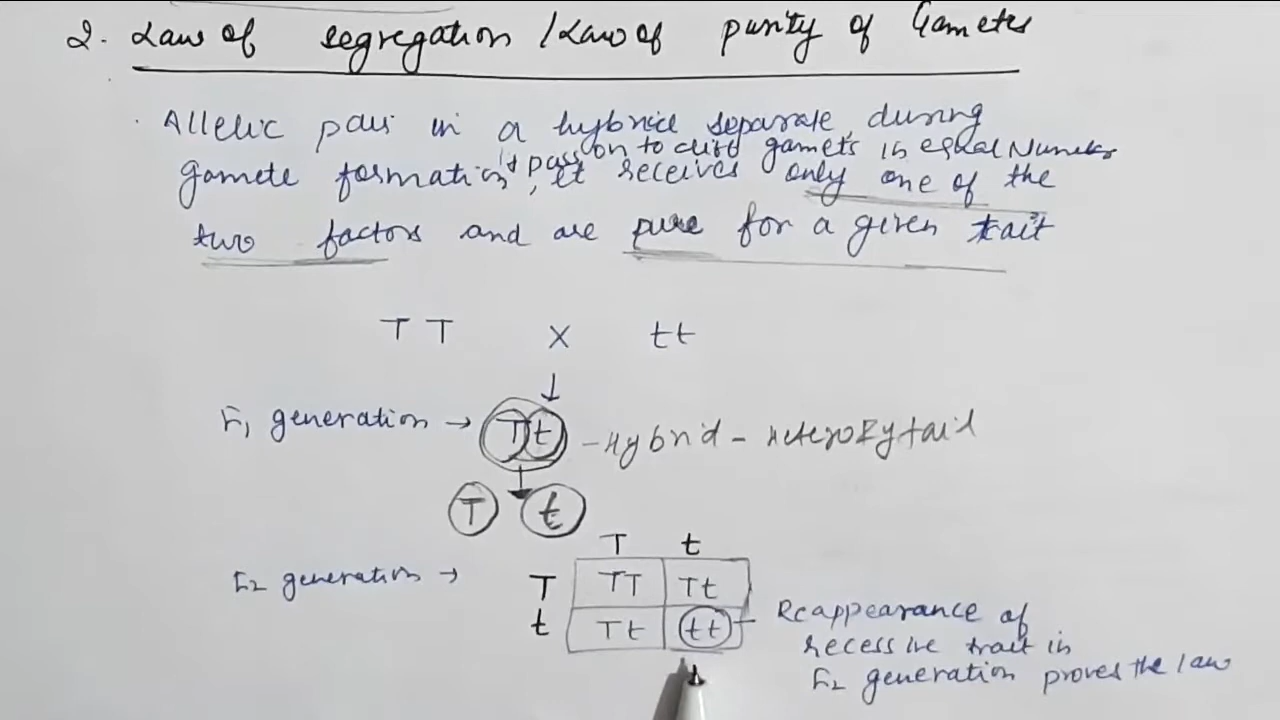 2. Law of segregation / Law of purity of Gametes
Allelic pair in a hybrid separate during
it pass on to diff gamets in equal Number
gamete formation, it receives only one of the
two factors and are pure for a given trait
T T x tt
↓
F1 generation → Tt - Hybrid -
T t
T t
F2 generation → T TT Tt
t Tt tt - Reappearance of
recessive trait in
F2 generation proves the law